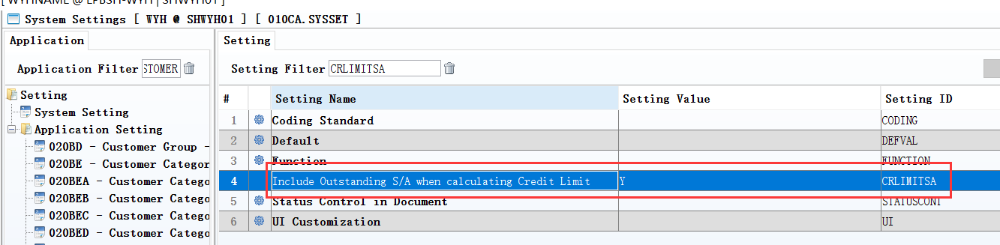 [ WYHNAME @ LPBSH-WYH | SHWYH01 ]
System Settings [ WYH @ SHWYH01 ] [ 010CA.SYSSET ]
Application
Application Filter STOMER
Setting
System Setting
Application Setting
020BD - Customer Group -
020BE - Customer Categor
020BEA - Customer Catego
020BEB - Customer Catego
020BEC - Customer Catego
020BED - Customer Catego
Setting
Setting Filter CRLIMITSA
# Setting Name Setting Value Setting ID
1 Coding Standard CODING
2 Default DEFVAL
3 Function FUNCTION
4 Include Outstanding S/A when calculating Credit Limit Y CRLIMITSA
5 Status Control in Document STATUSCONT
6 UI Customization UI